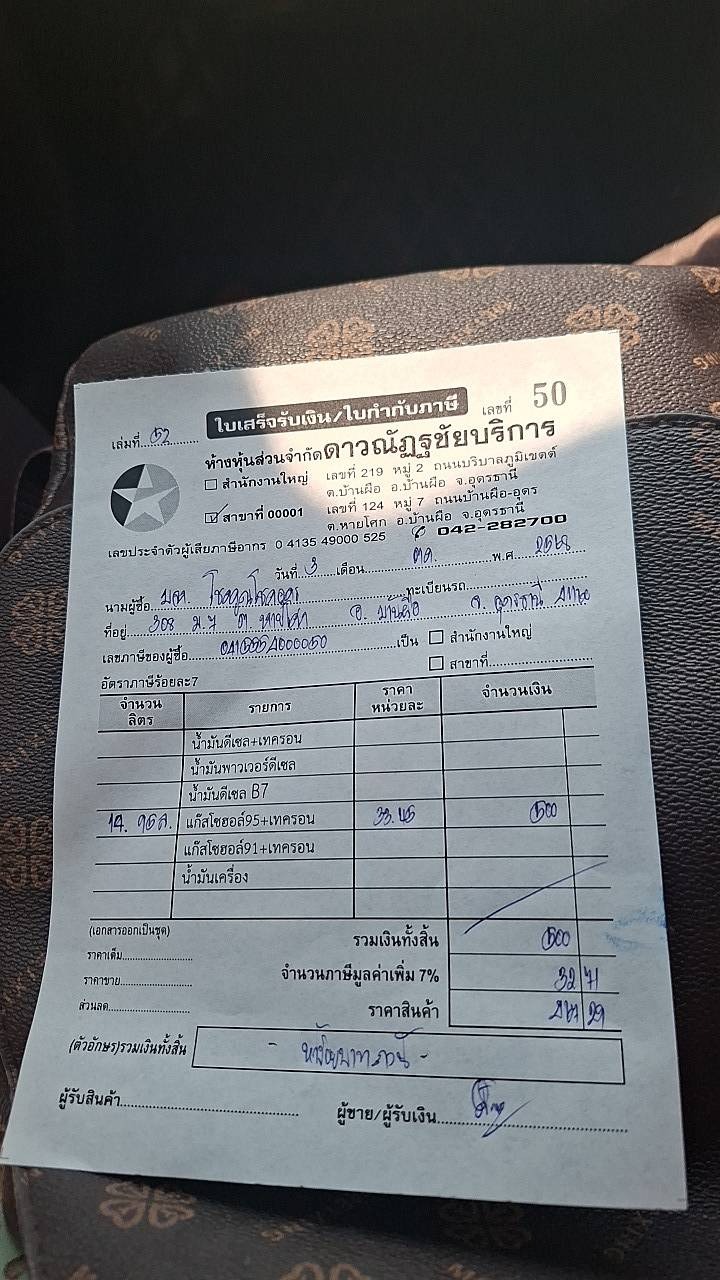 ใบเสร็จรับเงิน/ใบกำกับภาษี
เล่มที่ 52 เลขที่ 50
ห้างหุ้นส่วนจำกัดดาวณัฏฐชัยบริการ
สำนักงานใหญ่ เลขที่ 219 หมู่ 2 ถนนบริบาลภูมิเขตต์
ต.บ้านผือ อ.บ้านผือ จ.อุดรธานี
สาขาที่ 00001 เลขที่ 124 หมู่ 7 ถนนบ้านผือ-อุดร
ต.หายโศก อ.บ้านผือ จ.อุดรธานี
เลขประจำตัวผู้เสียภาษีอากร 0 4135 49000 525 042-282700
วันที่ 3 เดือน ตค. พ.ศ. 2568
นามผู้ซื้อ ทะเบียนรถ
ที่อยู่ 308 ม.7 ต. หายโศก อ. บ้านผือ จ. อุดรธานี
เลขภาษีของผู้ซื้อ เป็น สำนักงานใหญ่
สาขาที่
อัตราภาษีร้อยละ7
จำนวนลิตร รายการ ราคาหน่วยละ จำนวนเงิน
น้ำมันดีเซล+เทครอน
น้ำมันพาวเวอร์ดีเซล
น้ำมันดีเซล B7
14. แก๊สโซฮอล์95+เทครอน 33.45 500
แก๊สโซฮอล์91+เทครอน
น้ำมันเครื่อง
(เอกสารออกเป็นชุด)
รวมเงินทั้งสิ้น 500
ราคาเต็ม
จำนวนภาษีมูลค่าเพิ่ม 7% 32 71
ราคาขาย
ราคาสินค้า 467 29
ส่วนลด
(ตัวอักษร)รวมเงินทั้งสิ้น - ห้าร้อยบาทถ้วน -
ผู้รับสินค้า ผู้ขาย/ผู้รับเงิน